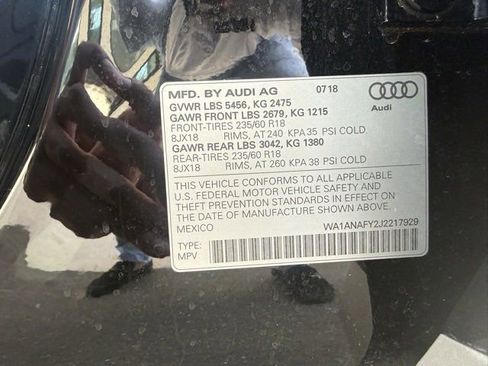 MFD. BY AUDI AG 07 18
GVWR LBS 5456, KG 2475
GAWR FRONT LBS 2679, KG 1215
FRONT-TIRES 235/60 R18
8JX18 RIMS, AT 240 KPA 35 PSI COLD
GAWR REAR LBS 3042, KG 1380
REAR-TIRES 235/60 R18
8JX18 RIMS, AT 260 KPA 38 PSI COLD
Audi
THIS VEHICLE CONFORMS TO ALL APPLICABLE
U.S. FEDERAL MOTOR VEHICLE SAFETY AND
THEFT PREVENTION STANDARDS IN EFFECT ON
THE DATE OF MANUFACTURE SHOWN ABOVE.
MEXICO WA1ANAFY2J2217929
TYPE:
MPV